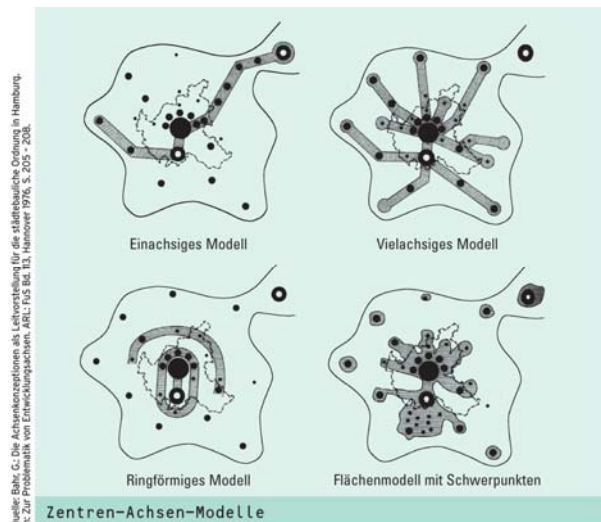 Einachsiges Modell
Vielachsiges Modell
Ringförmiges Modell
Flächenmodell mit Schwerpunkten
Zentren-Achsen-Modelle
uelle: Bahr, G.: Die Achsenkonzeptionen als Leitvorstellung für die städtebauliche Ordnung in Hamburg.
: Zur Problematik von Entwicklungsachsen. ARL: FuS Bd. 113, Hannover 1976, S. 205 - 208.